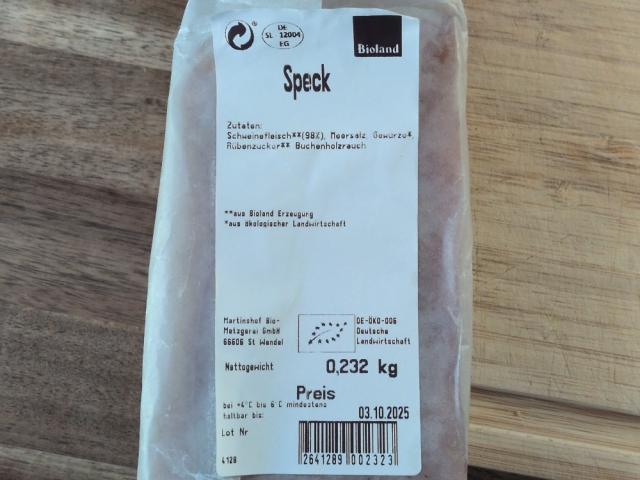 DE
SL 12004
EG
Bioland
Speck
Zutaten:
Schweinefleisch**(98%), Meersalz, Gewürze*,
Rübenzucker** Buchenholzrauch
**aus Bioland Erzeugung
*aus ökologischer Landwirtschaft
Martinshof Bio-
Metzgerei GmbH
66606 St Wendel
DE-ÖKO-006
Deutsche
Landwirtschaft
Nettogewicht 0,232 kg
Preis
bei +4°C bis 6°C mindestens
haltbar bis: 03.10.2025
Lot Nr
4128
2641289 002323